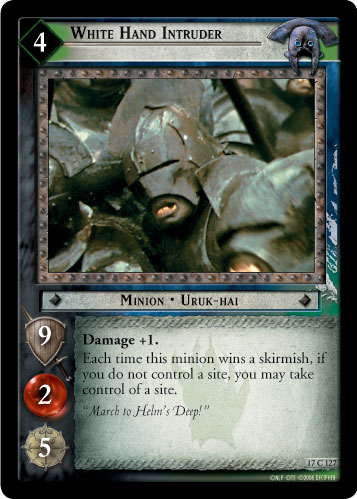 4
White Hand Intruder
Minion • Uruk-hai
9
Damage +1.
Each time this minion wins a skirmish, if
you do not control a site, you may take
control of a site.
2
"March to Helm's Deep!"
5
17 C 127